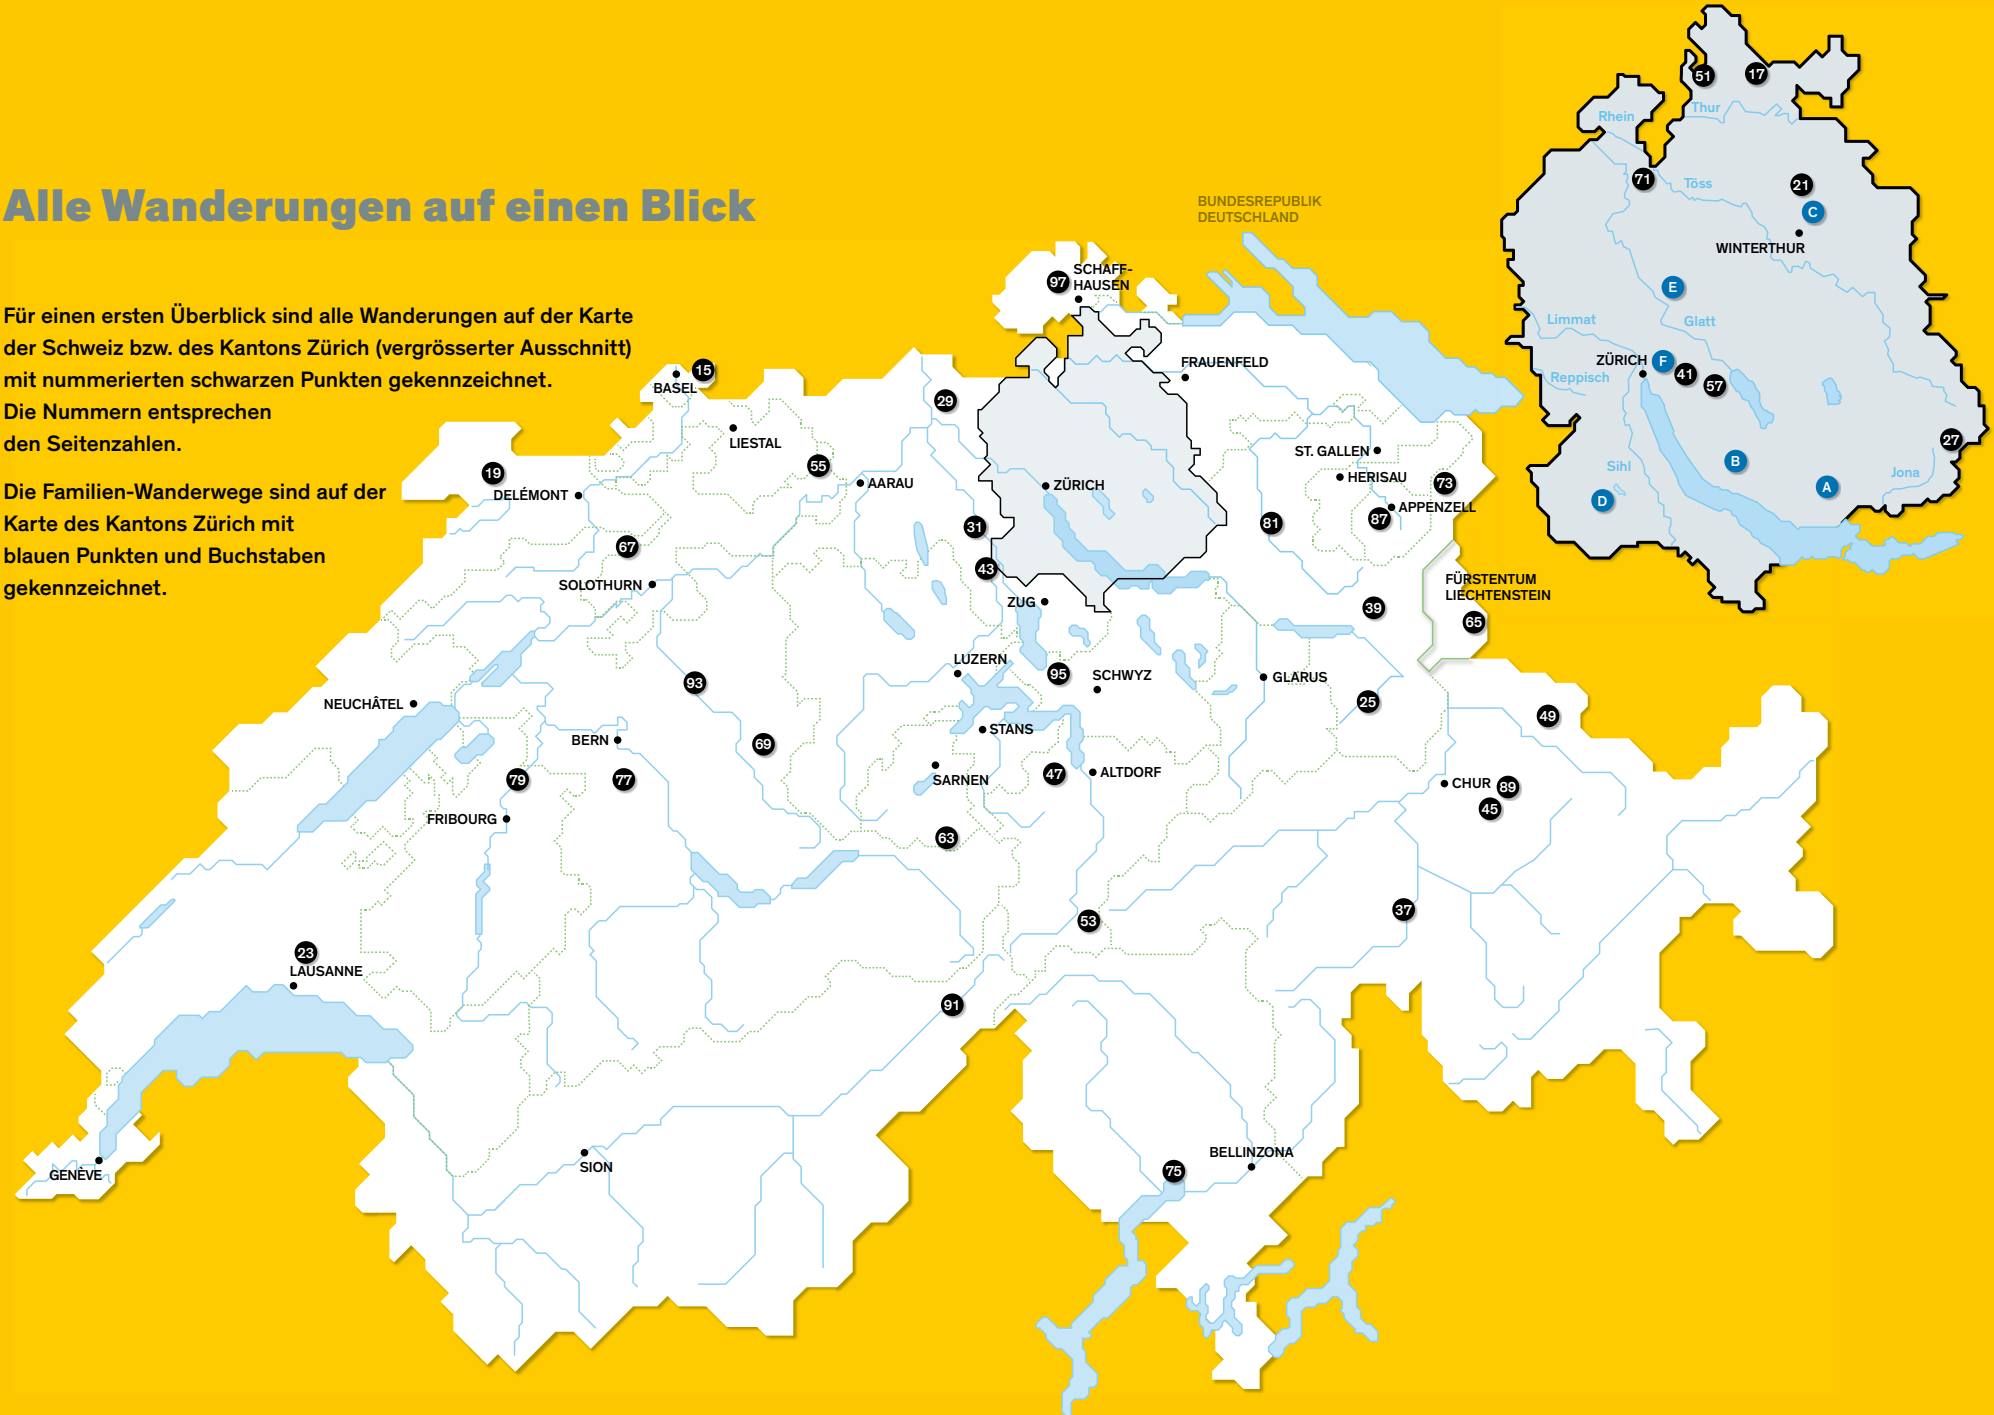 Alle Wanderungen auf einen Blick
Für einen ersten Überblick sind alle Wanderungen auf der Karte
der Schweiz bzw. des Kantons Zürich (vergrösserter Ausschnitt)
mit nummerierten schwarzen Punkten gekennzeichnet.
Die Nummern entsprechen
den Seitenzahlen.
Die Familien-Wanderwege sind auf der
Karte des Kantons Zürich mit
blauen Punkten und Buchstaben
gekennzeichnet.
BUNDESREPUBLIK
DEUTSCHLAND
97
SCHAFF-
HAUSEN
FRAUENFELD
15
BASEL
29
LIESTAL
55
19
DELÉMONT
AARAU
ZÜRICH
ST. GALLEN
HERISAU
73
APPENZELL
87
81
31
67
43
SOLOTHURN
ZUG
39
FÜRSTENTUM
LIECHTENSTEIN
65
LUZERN
95
SCHWYZ
GLARUS
93
25
NEUCHÂTEL
49
STANS
BERN
69
SARNEN
47
ALTDORF
79
77
CHUR
89
45
FRIBOURG
63
37
53
23
LAUSANNE
91
BELLINZONA
75
SION
GENÈVE
51
17
Thur
Rhein
71
Töss
21
C
WINTERTHUR
E
Limmat
Glatt
ZÜRICH
F
41
57
Reppisch
27
Sihl
B
Jona
A
D